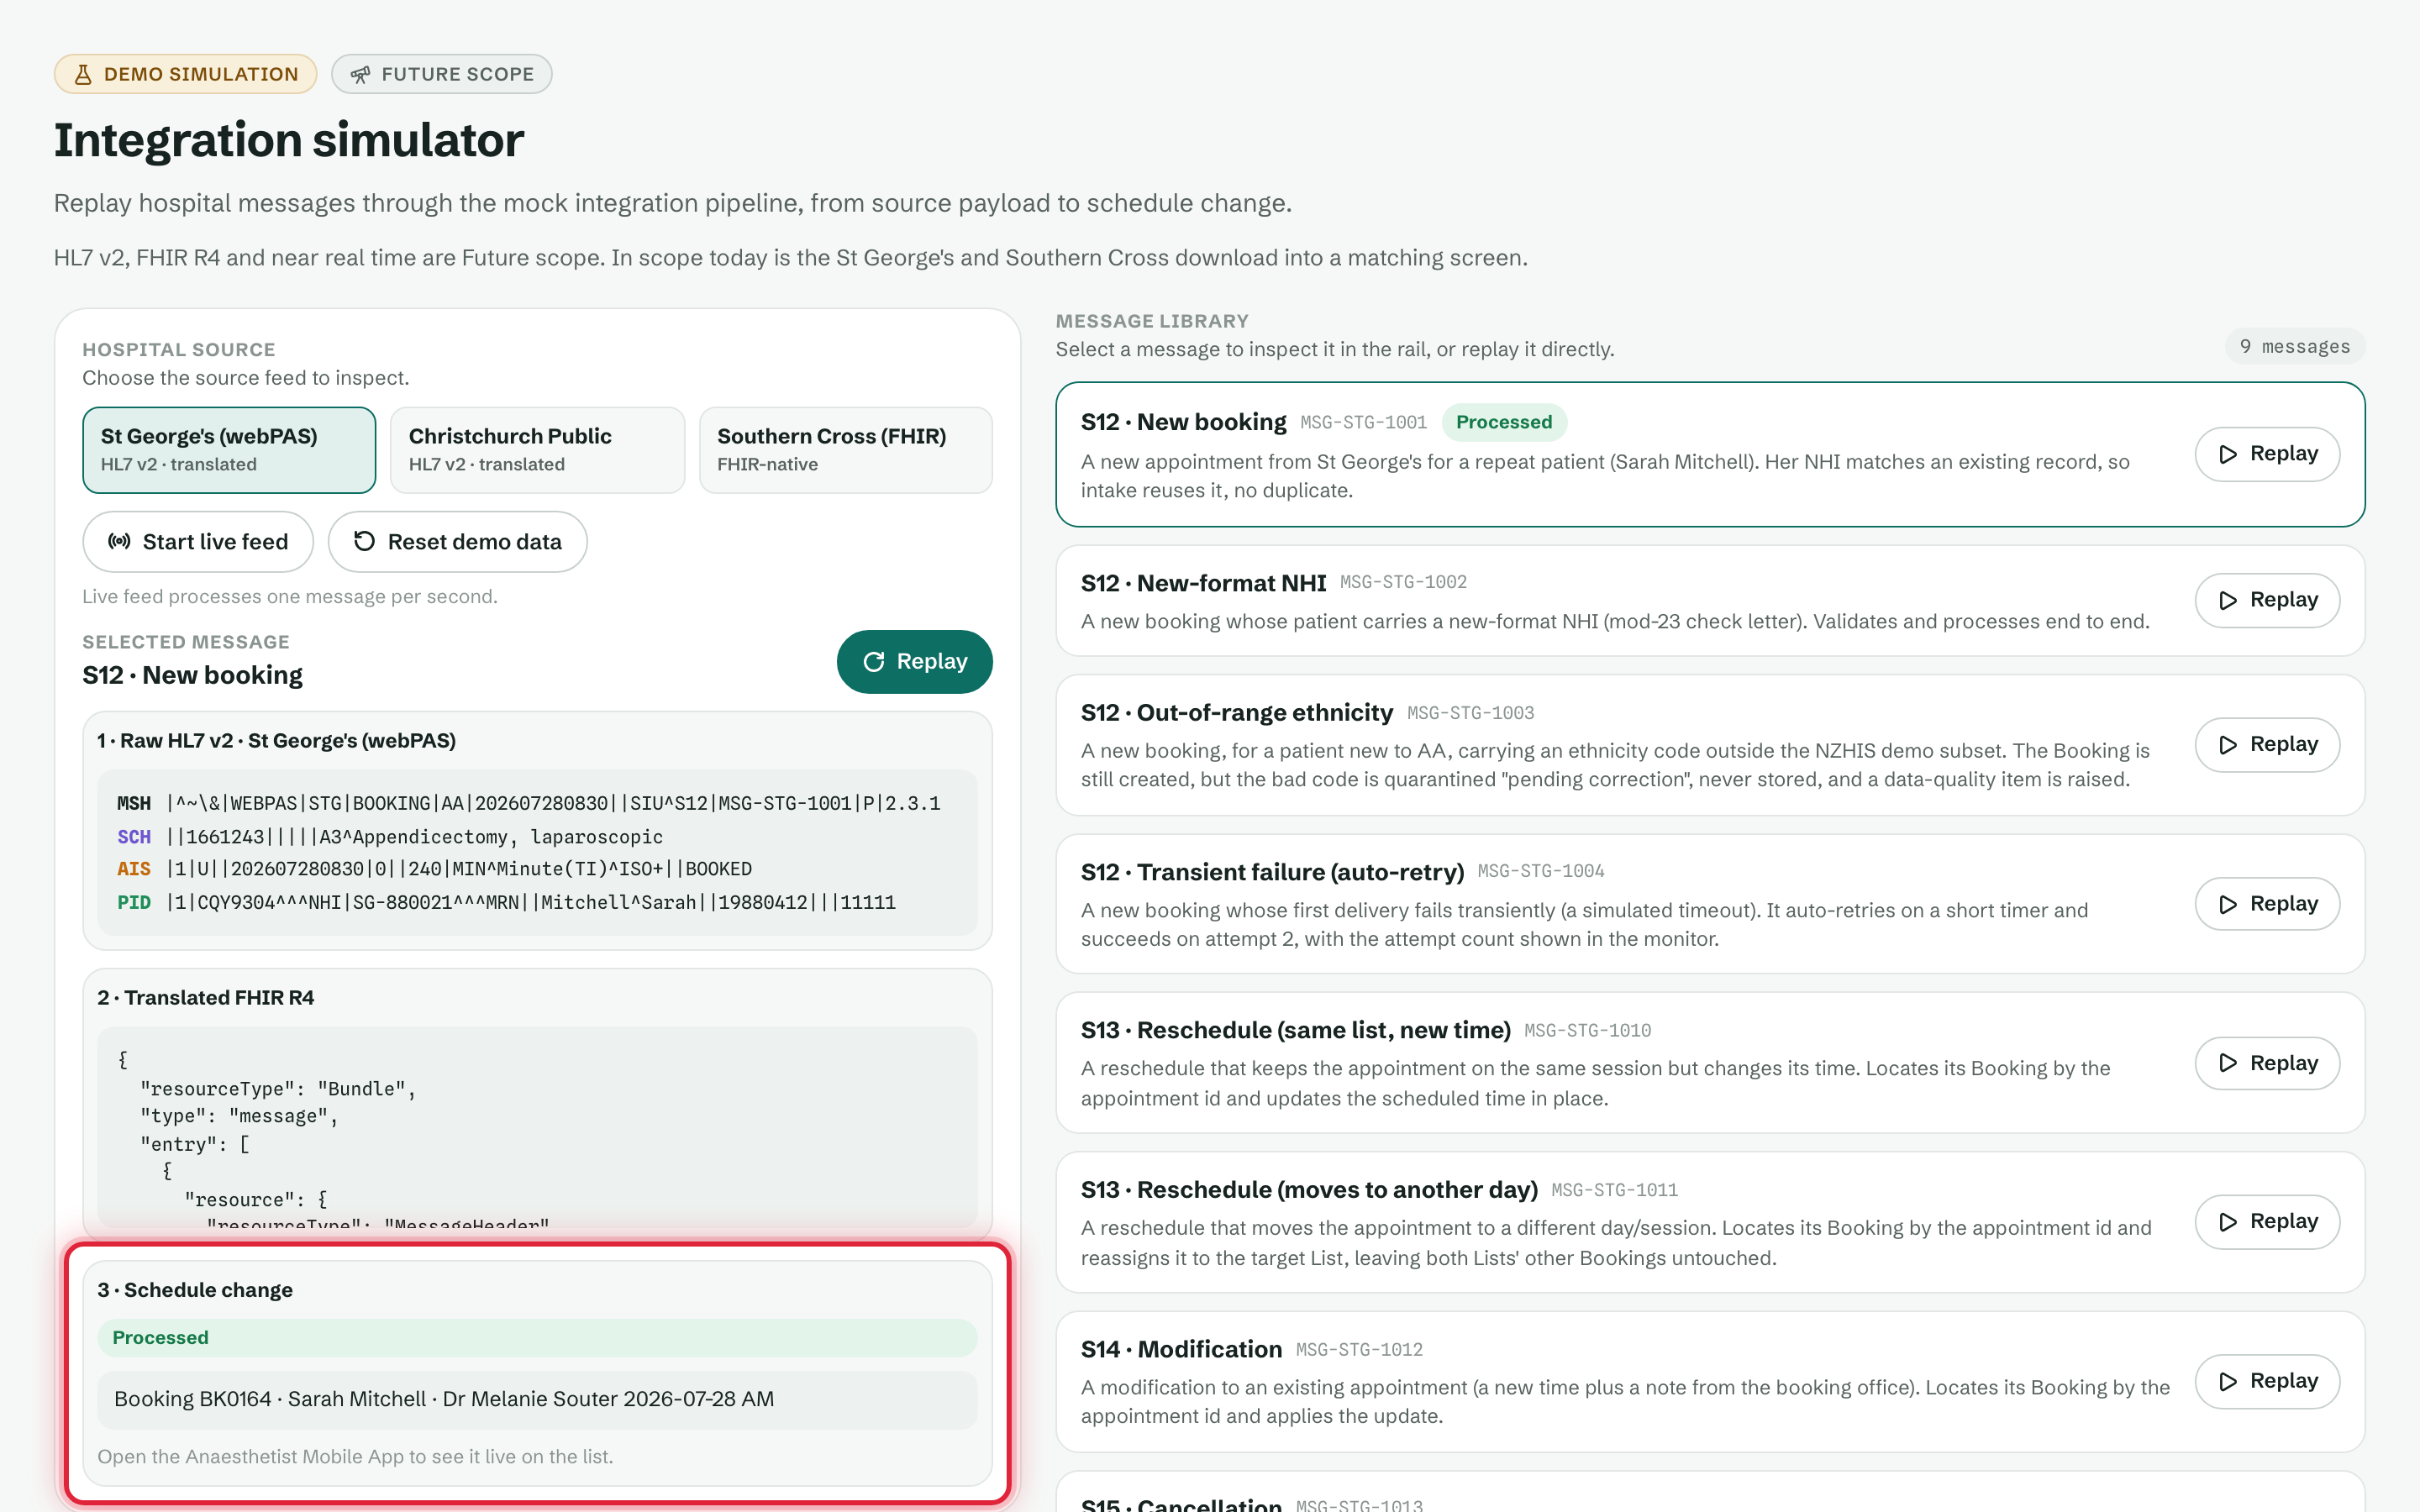 DEMO SIMULATION
FUTURE SCOPE
Integration simulator
Replay hospital messages through the mock integration pipeline, from source payload to schedule change.
HL7 v2, FHIR R4 and near real time are Future scope. In scope today is the St George's and Southern Cross download into a matching screen.
HOSPITAL SOURCE
Choose the source feed to inspect.
St George's (webPAS)
HL7 v2 · translated
Christchurch Public
HL7 v2 · translated
Southern Cross (FHIR)
FHIR-native
Start live feed
Reset demo data
Live feed processes one message per second.
SELECTED MESSAGE
S12 · New booking
Replay
1 · Raw HL7 v2 · St George's (webPAS)
MSH |^~\&|WEBPAS|STG|BOOKING|AA|202607280830||SIU^S12|MSG-STG-1001|P|2.3.1
SCH ||1661243|||||A3^Appendicectomy, laparoscopic
AIS |1|U||202607280830|0||240|MIN^Minute(TI)^ISO+||BOOKED
PID |1|CQY9304^^^NHI|SG-880021^^^MRN||Mitchell^Sarah||19880412|||11111
2 · Translated FHIR R4
{
"resourceType": "Bundle",
"type": "message",
"entry": [
{
"resource": {
"resourceType": "MessageHeader"
3 · Schedule change
Processed
Booking BK0164 · Sarah Mitchell · Dr Melanie Souter 2026-07-28 AM
Open the Anaesthetist Mobile App to see it live on the list.
MESSAGE LIBRARY
Select a message to inspect it in the rail, or replay it directly.
9 messages
S12 · New booking MSG-STG-1001 Processed
A new appointment from St George's for a repeat patient (Sarah Mitchell). Her NHI matches an existing record, so
intake reuses it, no duplicate.
Replay
S12 · New-format NHI MSG-STG-1002
A new booking whose patient carries a new-format NHI (mod-23 check letter). Validates and processes end to end.
Replay
S12 · Out-of-range ethnicity MSG-STG-1003
A new booking, for a patient new to AA, carrying an ethnicity code outside the NZHIS demo subset. The Booking is
still created, but the bad code is quarantined "pending correction", never stored, and a data-quality item is raised.
Replay
S12 · Transient failure (auto-retry) MSG-STG-1004
A new booking whose first delivery fails transiently (a simulated timeout). It auto-retries on a short timer and
succeeds on attempt 2, with the attempt count shown in the monitor.
Replay
S13 · Reschedule (same list, new time) MSG-STG-1010
A reschedule that keeps the appointment on the same session but changes its time. Locates its Booking by the
appointment id and updates the scheduled time in place.
Replay
S13 · Reschedule (moves to another day) MSG-STG-1011
A reschedule that moves the appointment to a different day/session. Locates its Booking by the appointment id and
reassigns it to the target List, leaving both Lists' other Bookings untouched.
Replay
S14 · Modification MSG-STG-1012
A modification to an existing appointment (a new time plus a note from the booking office). Locates its Booking by the
appointment id and applies the update.
Replay
S15 · Cancellation MSG-STG-1013